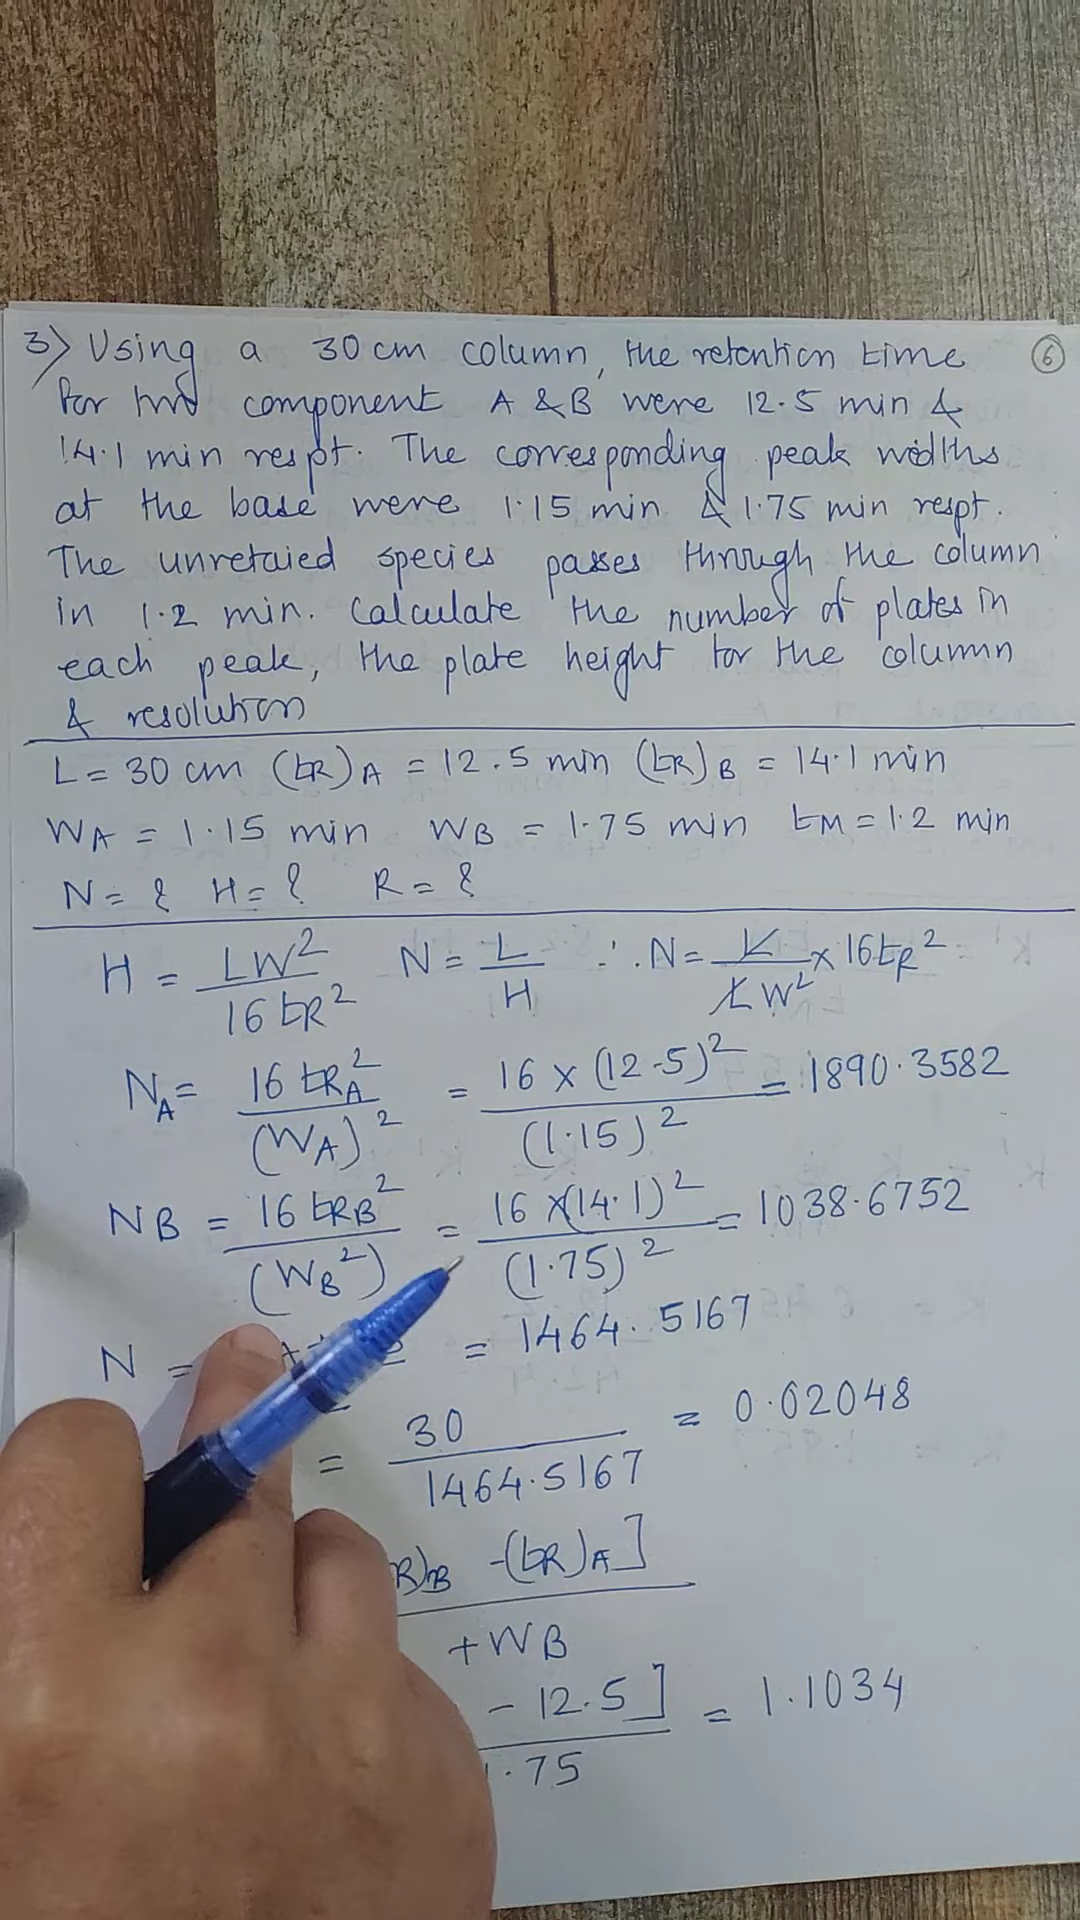 3) Using a 30 cm column, the retention time 6
for two component A & B were 12.5 min &
14.1 min respt. The corresponding peak widths
at the base were 1.15 min & 1.75 min respt.
The unretaied species passes through the column
in 1.2 min. Calculate the number of plates in
each peak, the plate height for the column
& resolution
L = 30 cm (tR)A = 12.5 min (tR)B = 14.1 min
WA = 1.15 min WB = 1.75 min tM = 1.2 min
N = ? H = ? R = ?
H = LW² / 16 tR² N = L / H ∴ N = L / LW² × 16tR²
NA = 16 tRA² / (WA)² = 16 × (12.5)² / (1.15)² = 1890.3582
NB = 16 tRB² / (WB²) = 16 × (14.1)² / (1.75)² = 1038.6752
N = = 1464.5167
= 30 / 1464.5167 = 0.02048
R)B - (tR)A]
+ WB
- 12.5] = 1.1034
.75